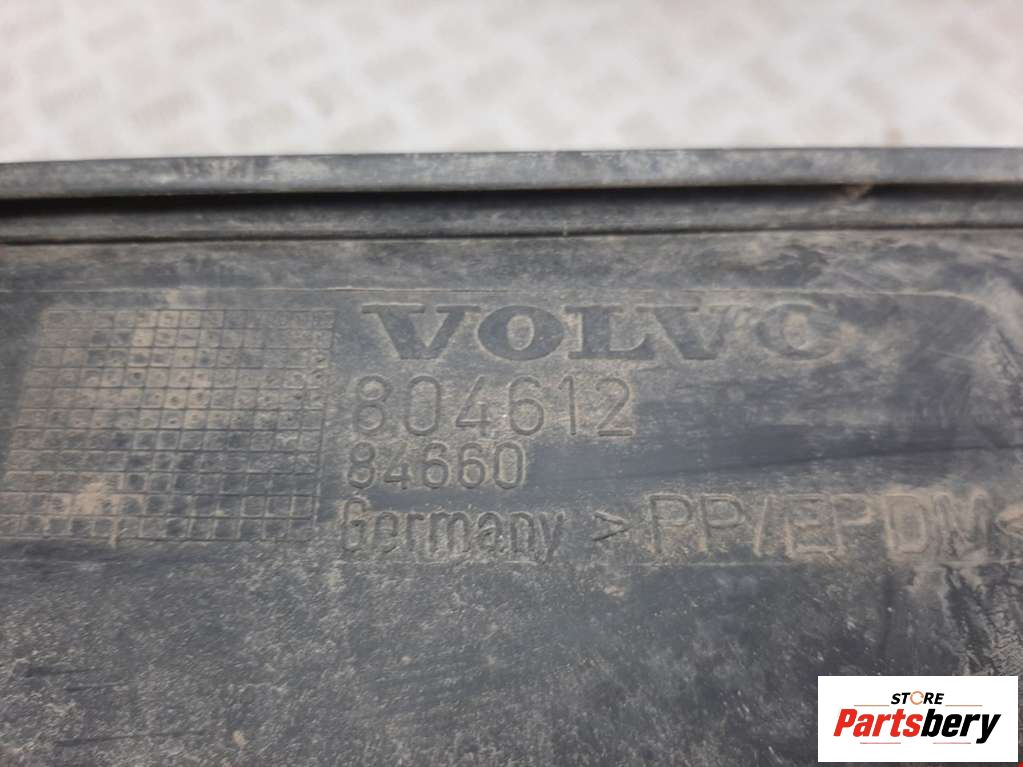 VOLVO
804612
84660
Germany >PP/EPDM<
STORE
Partsbery